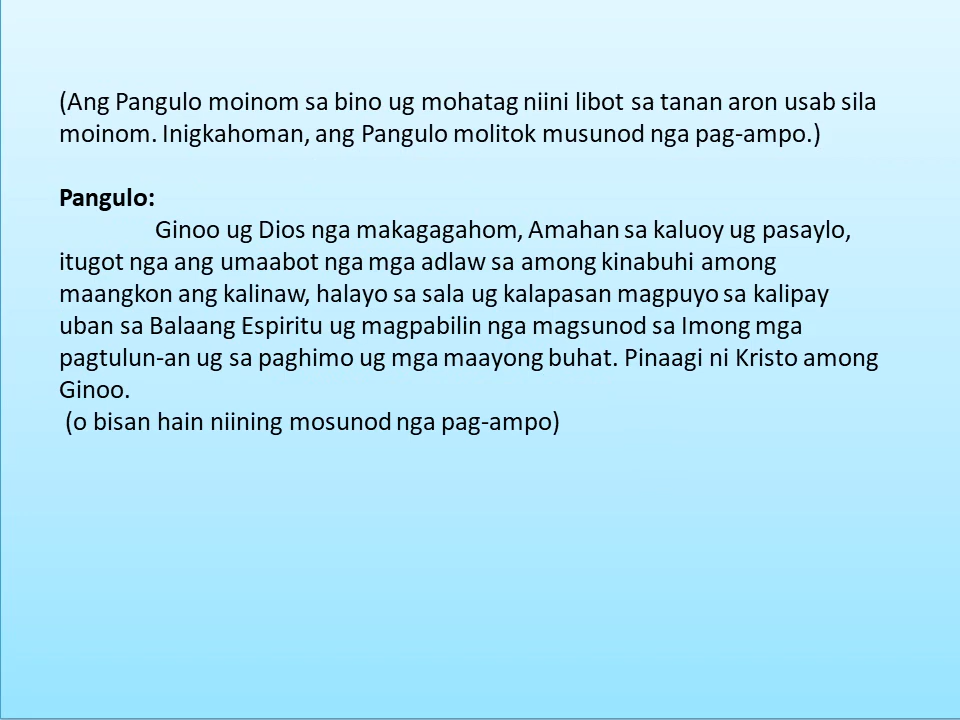 (Ang Pangulo moinom sa bino ug mohatag niini libot sa tanan aron usab sila
moinom. Inigkahoman, ang Pangulo molitok musunod nga pag-ampo.)
Pangulo:
Ginoo ug Dios nga makagagahom, Amahan sa kaluoy ug pasaylo,
itugot nga ang umaabot nga mga adlaw sa among kinabuhi among
maangkon ang kalinaw, halayo sa sala ug kalapasan magpuyo sa kalipay
uban sa Balaang Espiritu ug magpabilin nga magsunod sa Imong mga
pagtulun-an ug sa paghimo ug mga maayong buhat. Pinaagi ni Kristo among
Ginoo.
(o bisan hain niining mosunod nga pag-ampo)